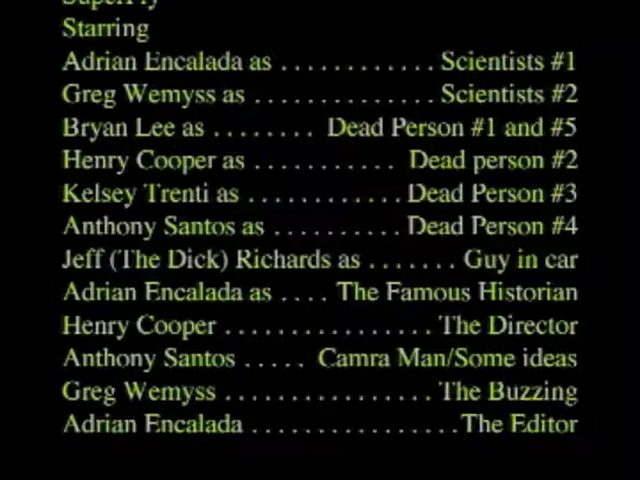 SuperFly
Starring
Adrian Encalada as . . . . . . . . . . . . Scientists #1
Greg Wemyss as . . . . . . . . . . . . . . Scientists #2
Bryan Lee as . . . . . . . . Dead Person #1 and #5
Henry Cooper as . . . . . . . . . . . Dead person #2
Kelsey Trenti as . . . . . . . . . . . . Dead Person #3
Anthony Santos as . . . . . . . . . . Dead Person #4
Jeff (The Dick) Richards as . . . . . . . Guy in car
Adrian Encalada as . . . . The Famous Historian
Henry Cooper . . . . . . . . . . . . . . . . The Director
Anthony Santos . . . . . Camra Man/Some ideas
Greg Wemyss . . . . . . . . . . . . . . . . The Buzzing
Adrian Encalada . . . . . . . . . . . . . . . . The Editor